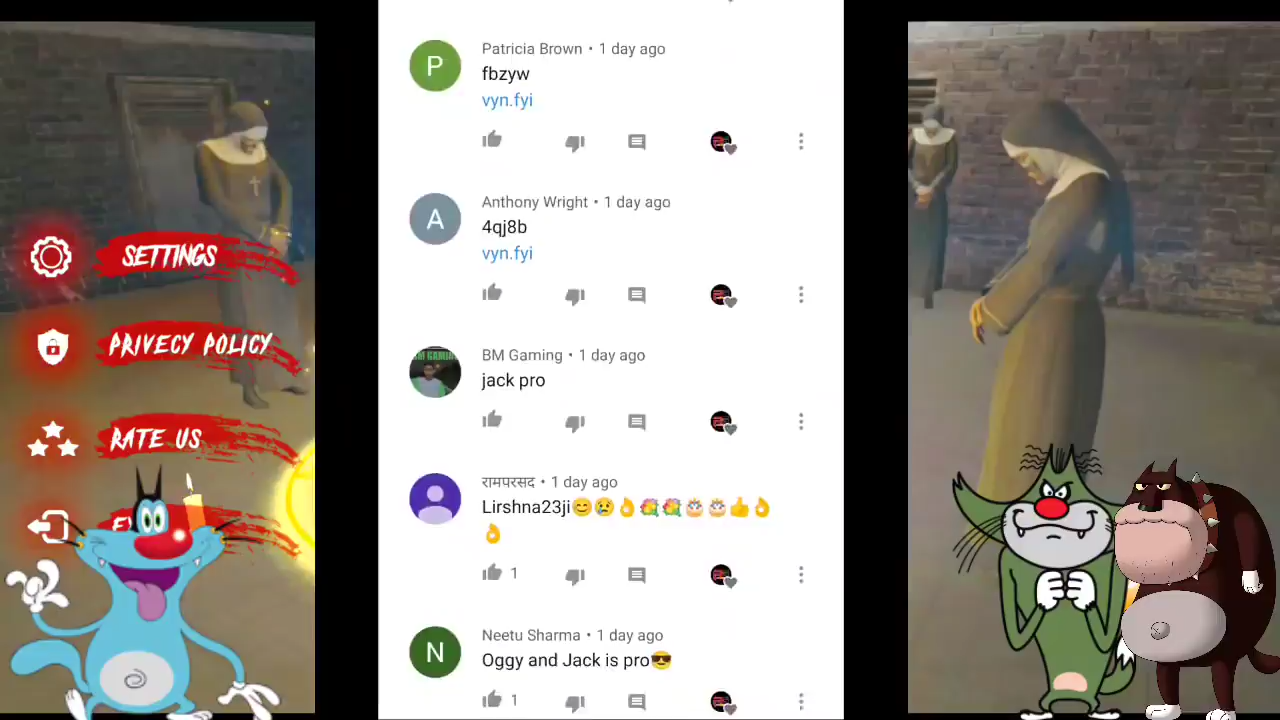 Patricia Brown • 1 day ago
fbzyw
vyn.fyi
Anthony Wright • 1 day ago
4qj8b
vyn.fyi
BM Gaming • 1 day ago
jack pro
रामपरसद • 1 day ago
Lirshna23ji😊😢👌💐💐🎂🎂👍👌
👌
1
Neetu Sharma • 1 day ago
Oggy and Jack is pro😎
1
P
A
N
SETTINGS
PRIVECY POLICY
RATE US